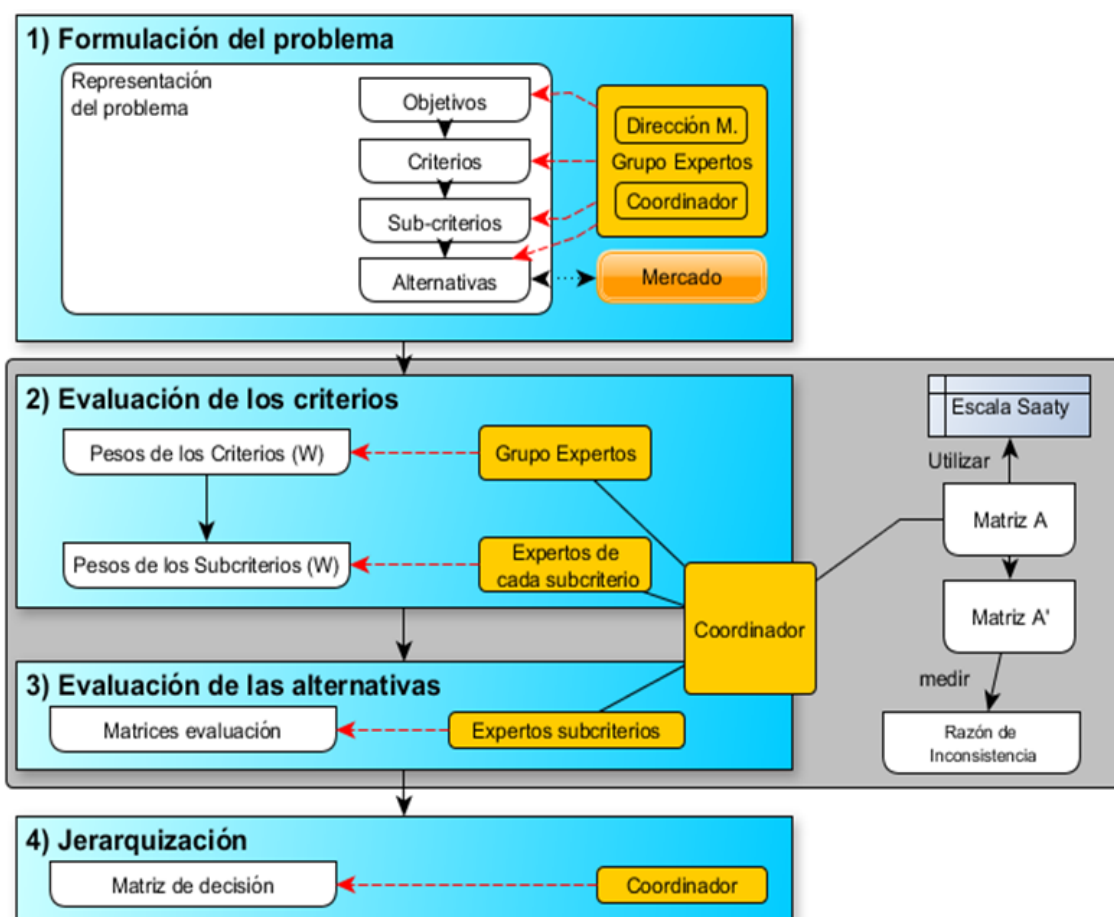 1) Formulación del problema
Representación
del problema
Objetivos
Criterios
Sub-criterios
Alternativas
Dirección M.
Grupo Expertos
Coordinador
Mercado
2) Evaluación de los criterios
Pesos de los Criterios (W)
Grupo Expertos
Pesos de los Subcriterios (W)
Expertos de
cada subcriterio
Coordinador
Escala Saaty
Utilizar
Matriz A
Matriz A'
medir
Razón de
Inconsistencia
3) Evaluación de las alternativas
Matrices evaluación
Expertos subcriterios
4) Jerarquización
Matriz de decisión
Coordinador